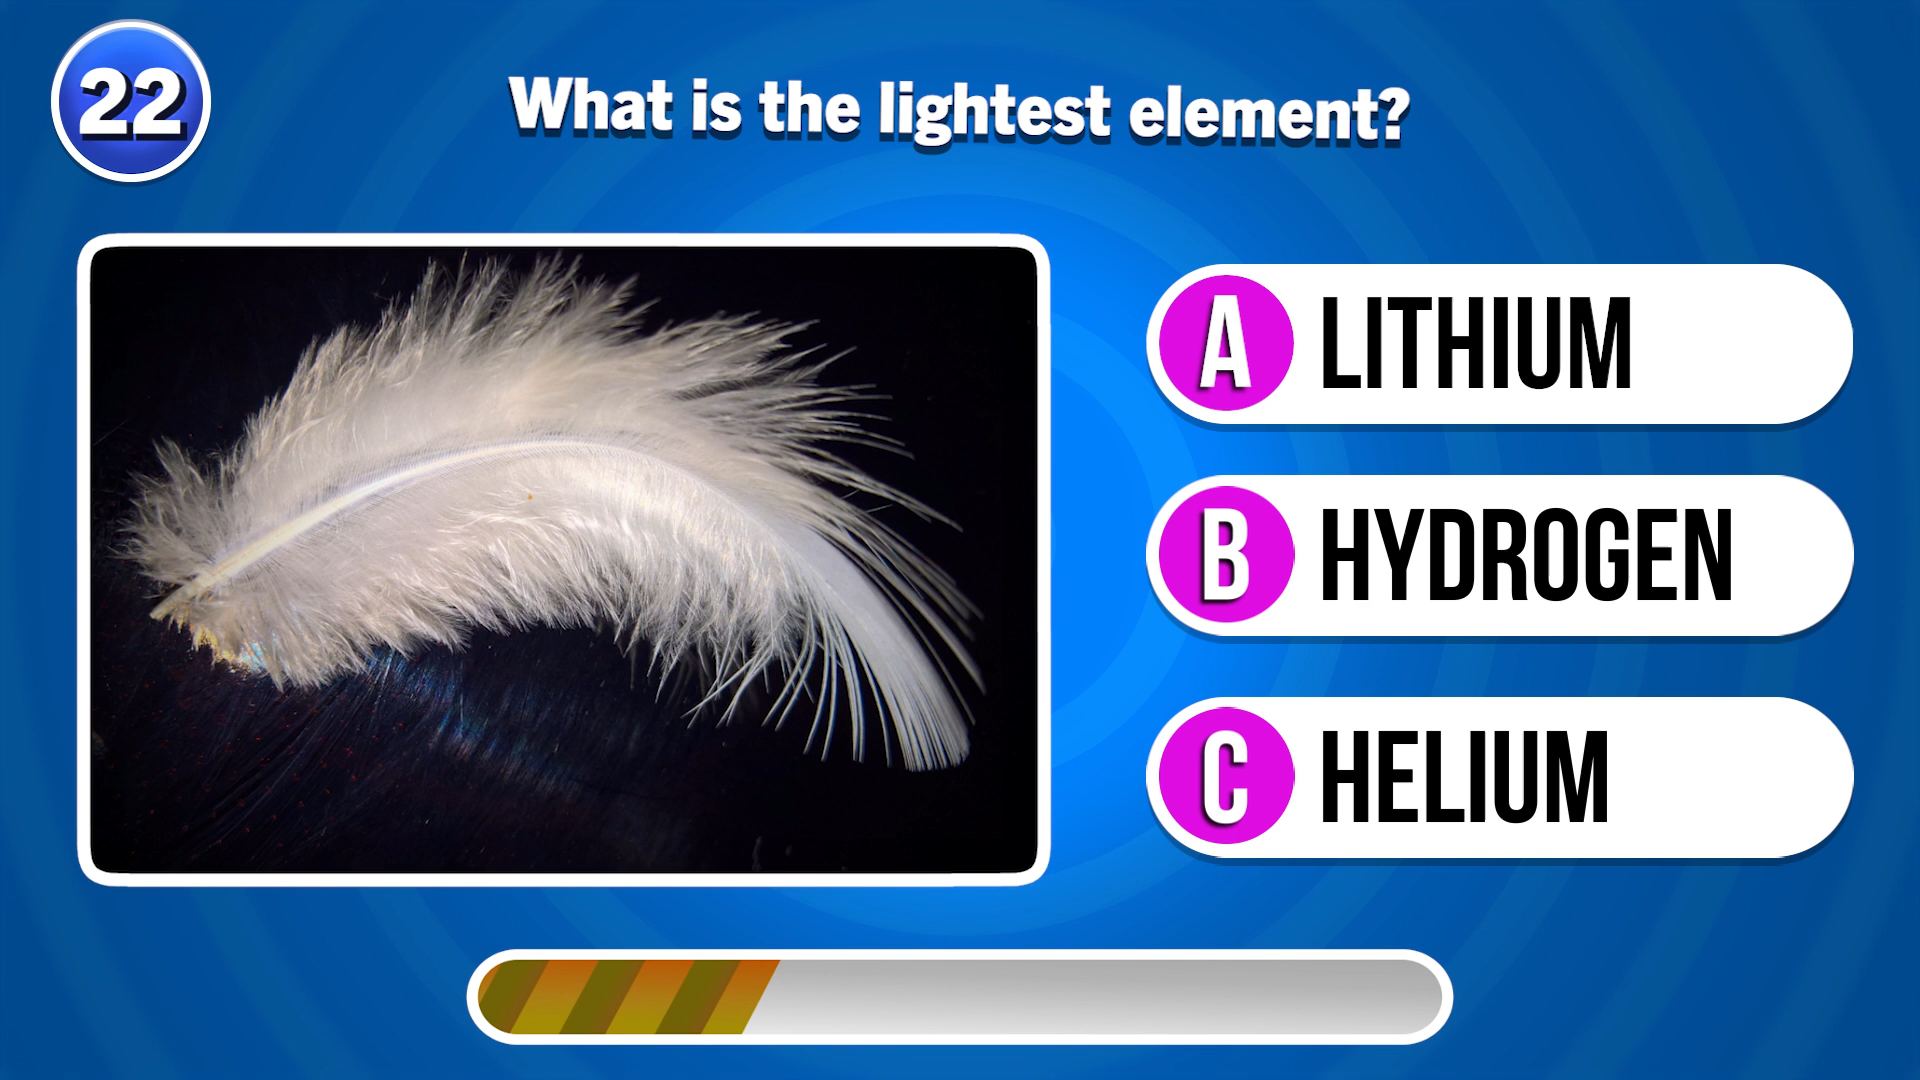 22
What is the lightest element?
A LITHIUM
B HYDROGEN
C HELIUM